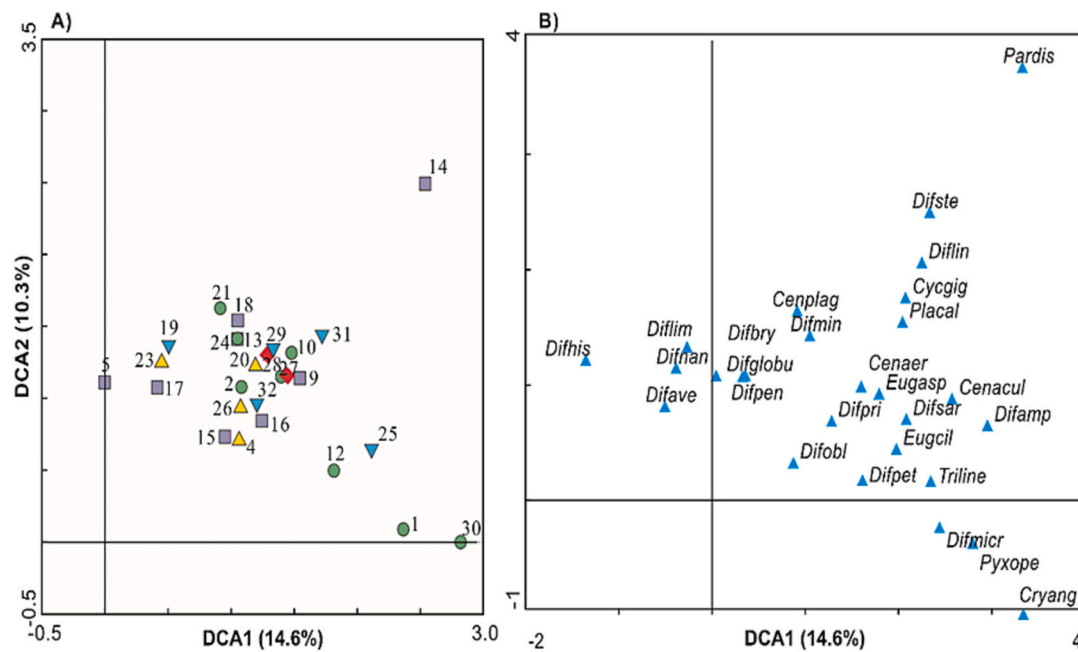 A)
3.5
14
21
18
19
24
13
29
31
10
23
20
28
27
9
5
17
2
26
32
16
15
4
25
12
1
30
DCA2 (10.3%)
-0.5
-0.5
DCA1 (14.6%)
3.0
B)
4
Pardis
Difste
Diflin
Cycgig
Placal
Cenplag
Difmin
Diflim
Difbry
Difhis
Difnan
Difglobu
Difpen
Difave
Cenaer
Eugasp
Cenacul
Difpri
Difsar
Difamp
Difobl
Eugcil
Difpet
Triline
Difmicr
Pyxope
Cryang
-1
-2
DCA1 (14.6%)
4